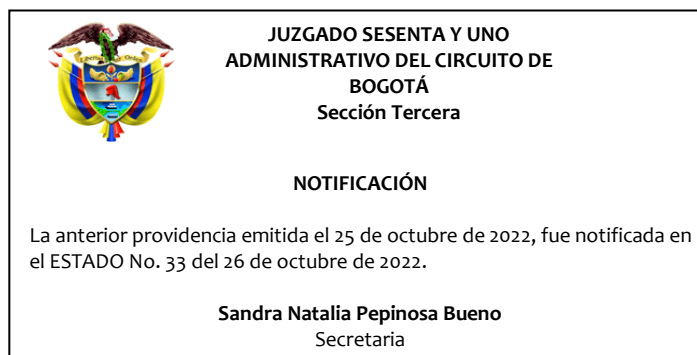 JUZGADO SESENTA Y UNO
ADMINISTRATIVO DEL CIRCUITO DE
BOGOTÁ
Sección Tercera
NOTIFICACIÓN
La anterior providencia emitida el 25 de octubre de 2022, fue notificada en
el ESTADO No. 33 del 26 de octubre de 2022.
Sandra Natalia Pepinosa Bueno
Secretaria